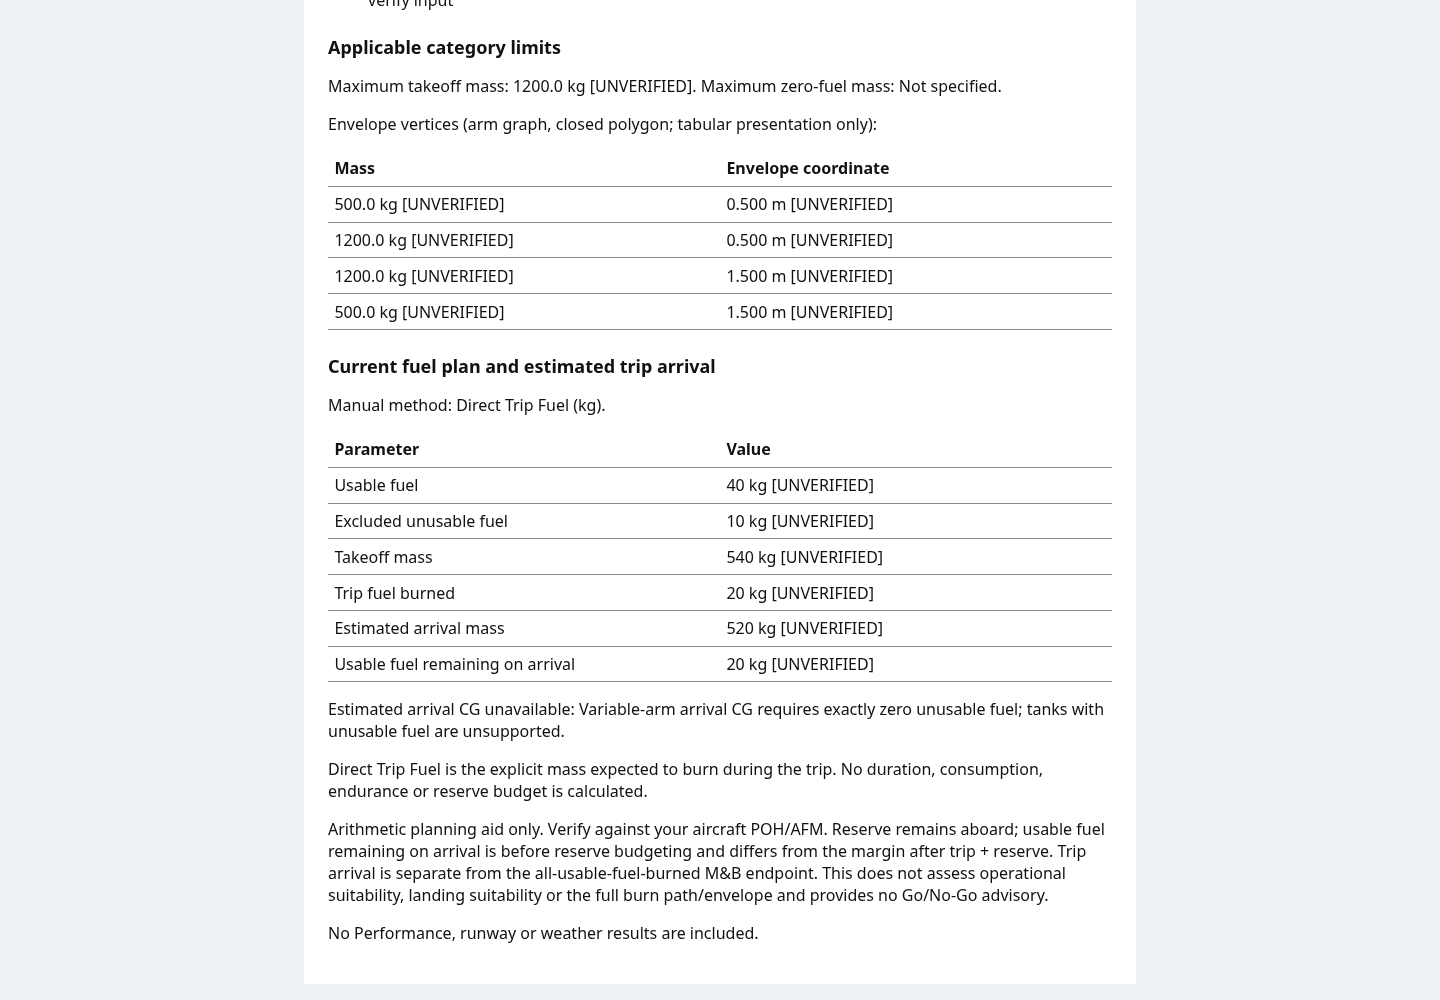 verify input
Applicable category limits
Maximum takeoff mass: 1200.0 kg [UNVERIFIED]. Maximum zero-fuel mass: Not specified.
Envelope vertices (arm graph, closed polygon; tabular presentation only):
Mass Envelope coordinate
500.0 kg [UNVERIFIED] 0.500 m [UNVERIFIED]
1200.0 kg [UNVERIFIED] 0.500 m [UNVERIFIED]
1200.0 kg [UNVERIFIED] 1.500 m [UNVERIFIED]
500.0 kg [UNVERIFIED] 1.500 m [UNVERIFIED]
Current fuel plan and estimated trip arrival
Manual method: Direct Trip Fuel (kg).
Parameter Value
Usable fuel 40 kg [UNVERIFIED]
Excluded unusable fuel 10 kg [UNVERIFIED]
Takeoff mass 540 kg [UNVERIFIED]
Trip fuel burned 20 kg [UNVERIFIED]
Estimated arrival mass 520 kg [UNVERIFIED]
Usable fuel remaining on arrival 20 kg [UNVERIFIED]
Estimated arrival CG unavailable: Variable-arm arrival CG requires exactly zero unusable fuel; tanks with
unusable fuel are unsupported.
Direct Trip Fuel is the explicit mass expected to burn during the trip. No duration, consumption,
endurance or reserve budget is calculated.
Arithmetic planning aid only. Verify against your aircraft POH/AFM. Reserve remains aboard; usable fuel
remaining on arrival is before reserve budgeting and differs from the margin after trip + reserve. Trip
arrival is separate from the all-usable-fuel-burned M&B endpoint. This does not assess operational
suitability, landing suitability or the full burn path/envelope and provides no Go/No-Go advisory.
No Performance, runway or weather results are included.